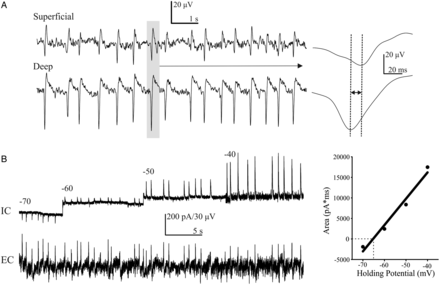 A
Superficial
20 µV
1 s
Deep
20 µV
20 ms
B
-70
-60
-50
-40
IC
200 pA/30 µV
5 s
EC
Area (pA*ms)
20000
15000
10000
5000
0
-5000
-70 -60 -50 -40
Holding Potential (mV)